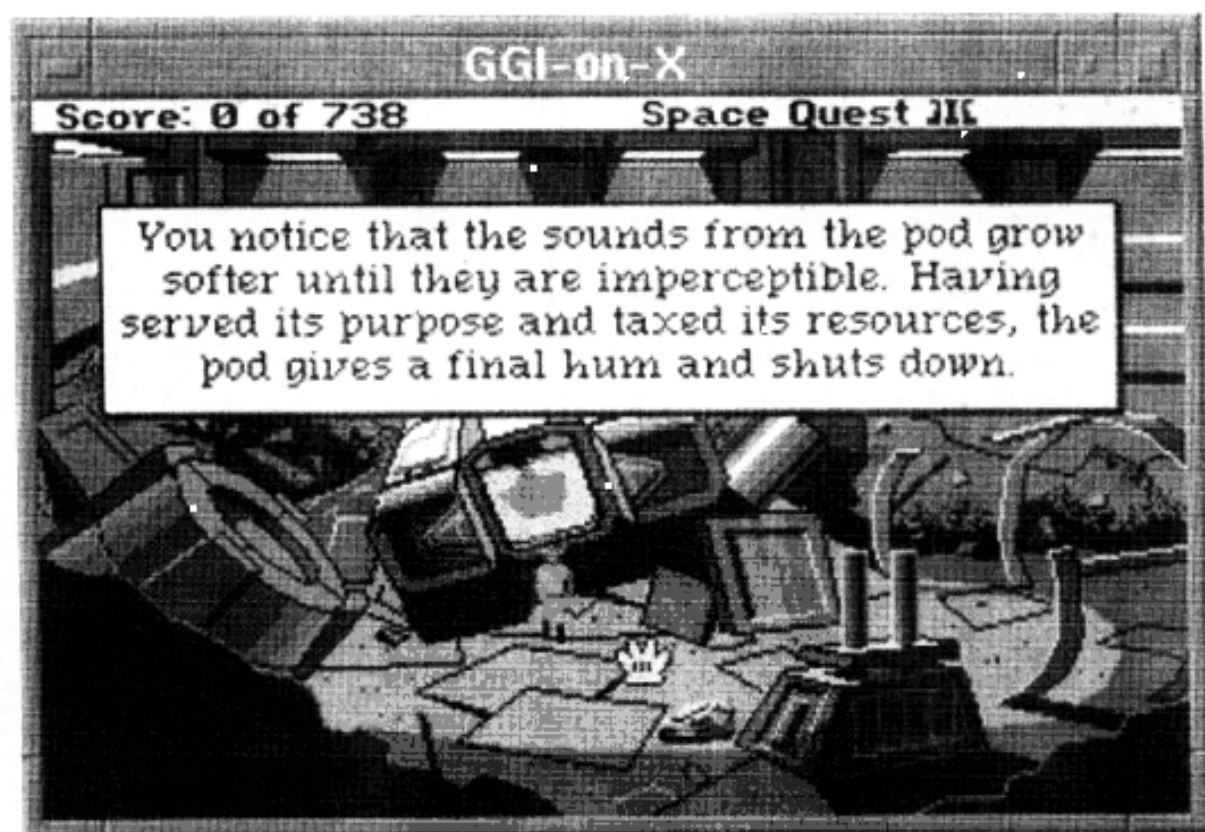 GGI-on-X
Score: 0 of 738 Space Quest III
You notice that the sounds from the pod grow
softer until they are imperceptible. Having
served its purpose and taxed its resources, the
pod gives a final hum and shuts down.